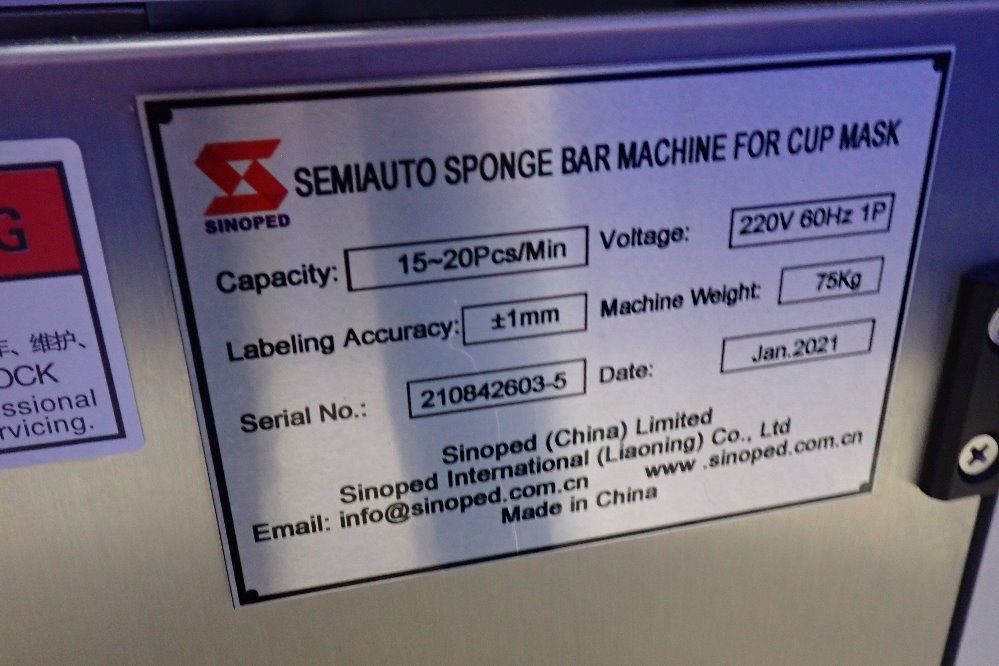 SINOPED
SEMIAUTO SPONGE BAR MACHINE FOR CUP MASK
Capacity: 15~20Pcs/Min Voltage: 220V 60Hz 1P
Labeling Accuracy: ±1mm Machine Weight: 75Kg
Serial No.: 210842603-5 Date: Jan.2021
Sinoped (China) Limited
Sinoped International (Liaoning) Co., Ltd
Email: info@sinoped.com.cn www .sinoped.com.cn
Made in China
G
、维护、
OCK
ssional
rvicing.